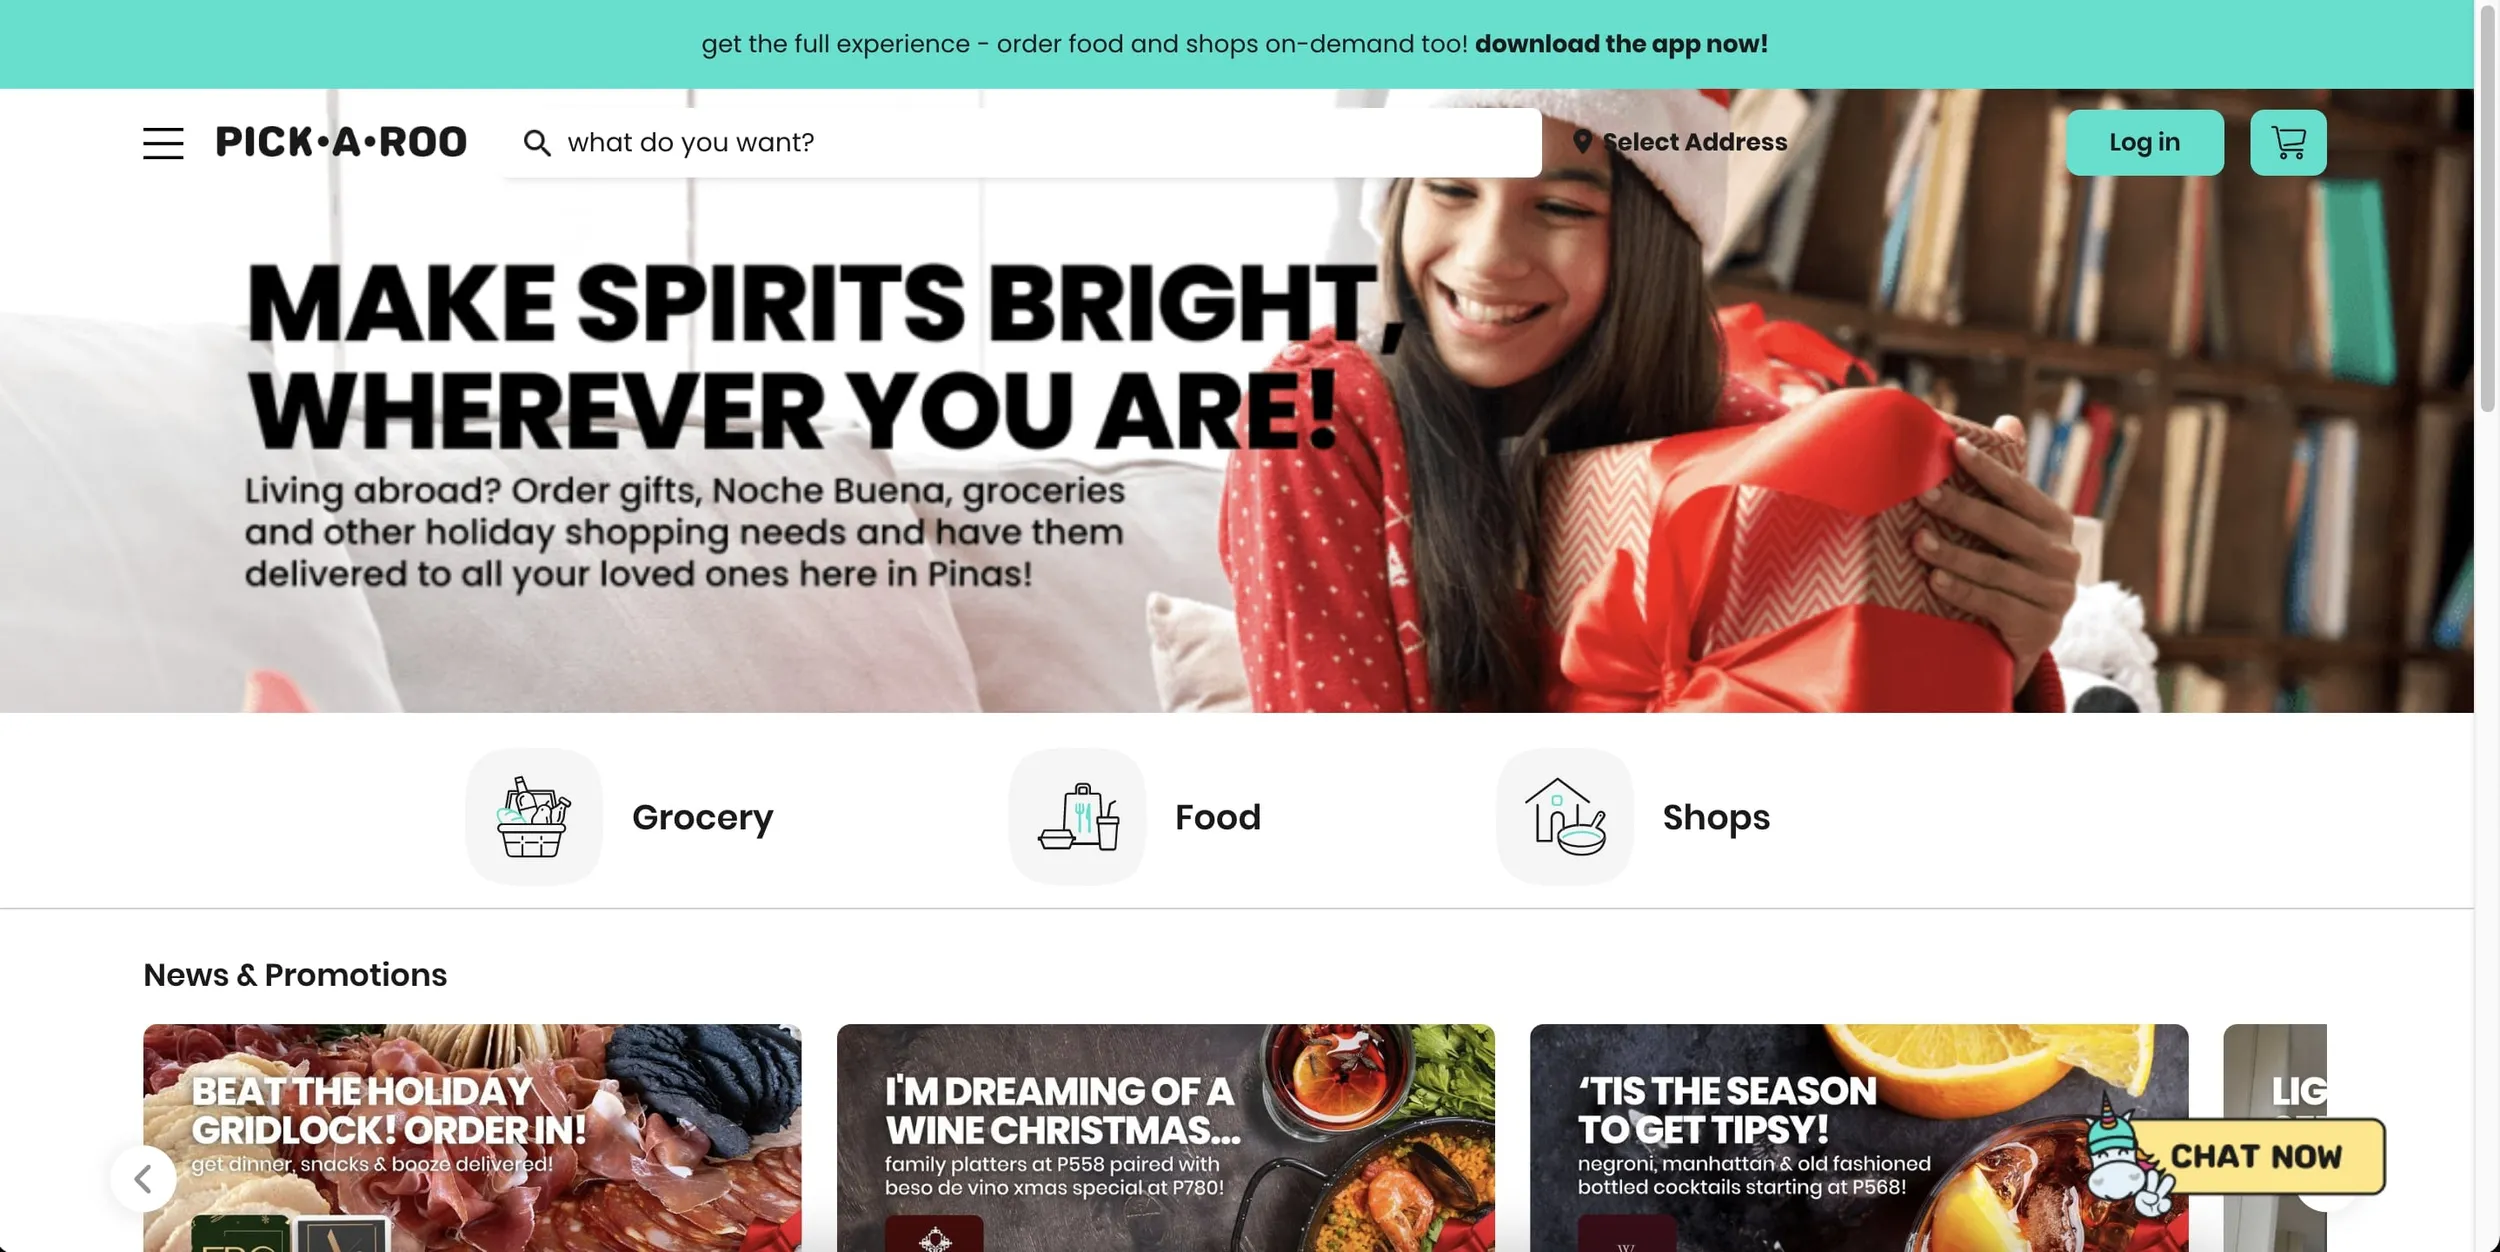 get the full experience - order food and shops on-demand too! download the app now!
PICK•A•ROO
what do you want?
Select Address
Log in
MAKE SPIRITS BRIGHT,
WHEREVER YOU ARE!
Living abroad? Order gifts, Noche Buena, groceries
and other holiday shopping needs and have them
delivered to all your loved ones here in Pinas!
Grocery
Food
Shops
News & Promotions
BEAT THE HOLIDAY
GRIDLOCK! ORDER IN!
get dinner, snacks & booze delivered!
I'M DREAMING OF A
WINE CHRISTMAS...
family platters at P558 paired with
beso de vino xmas special at P780!
‘TIS THE SEASON
TO GET TIPSY!
negroni, manhattan & old fashioned
bottled cocktails starting at P568!
LIG
CHAT NOW